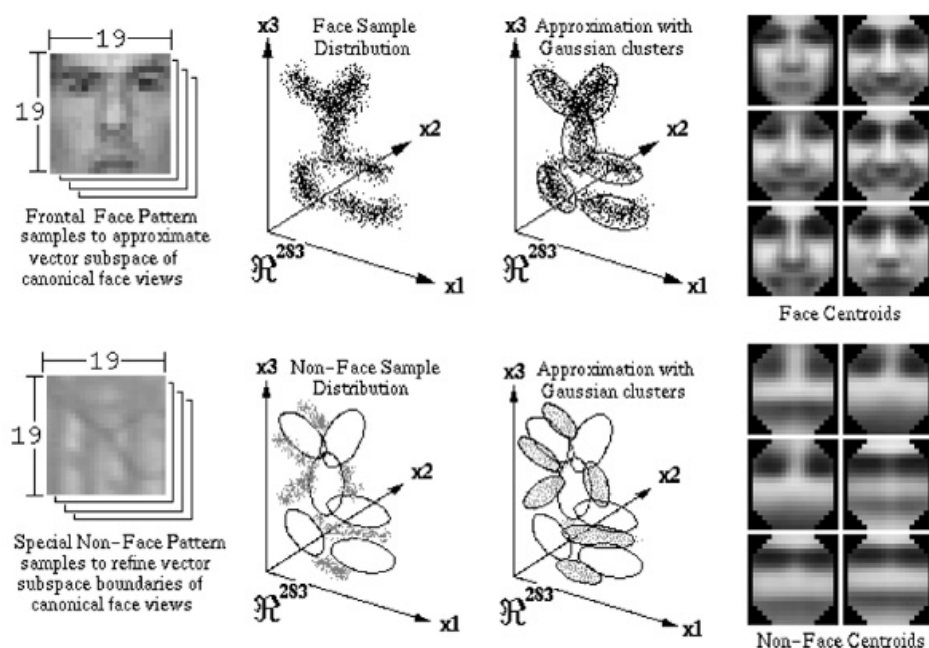 19
19
Frontal Face Pattern
samples to approximate
vector subspace of
canonical face views
x3
Face Sample
Distribution
x2
ℜ283
x1
x3
Approximation with
Gaussian clusters
x2
ℜ283
x1
Face Centroids
19
19
Special Non-Face Pattern
samples to refine vector
subspace boundaries of
canonical face views
x3
Non-Face Sample
Distribution
x2
ℜ283
x1
x3
Approximation with
Gaussian clusters
x2
ℜ283
x1
Non-Face Centroids